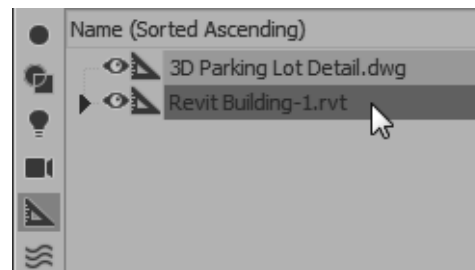 Name (Sorted Ascending)
3D Parking Lot Detail.dwg
Revit Building-1.rvt